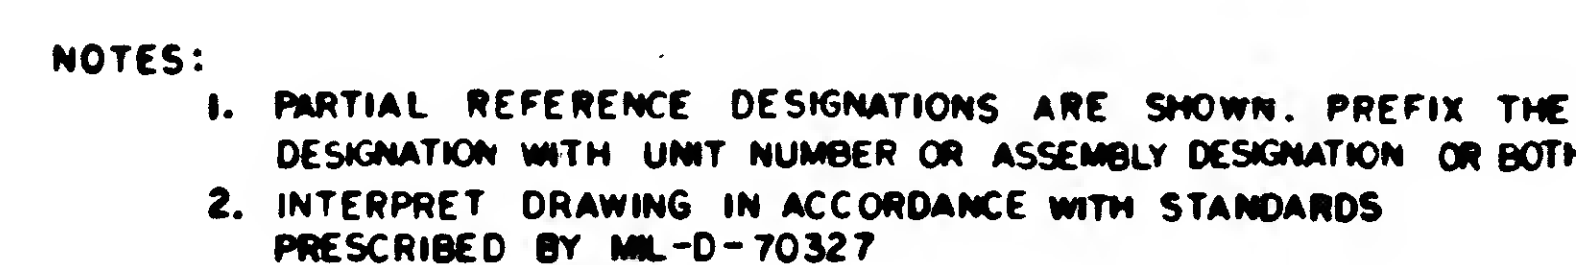 NOTES:
1. PARTIAL REFERENCE DESIGNATIONS ARE SHOWN. PREFIX THE
DESIGNATION WITH UNIT NUMBER OR ASSEMBLY DESIGNATION OR BOTH
2. INTERPRET DRAWING IN ACCORDANCE WITH STANDARDS
PRESCRIBED BY MIL-D-70327